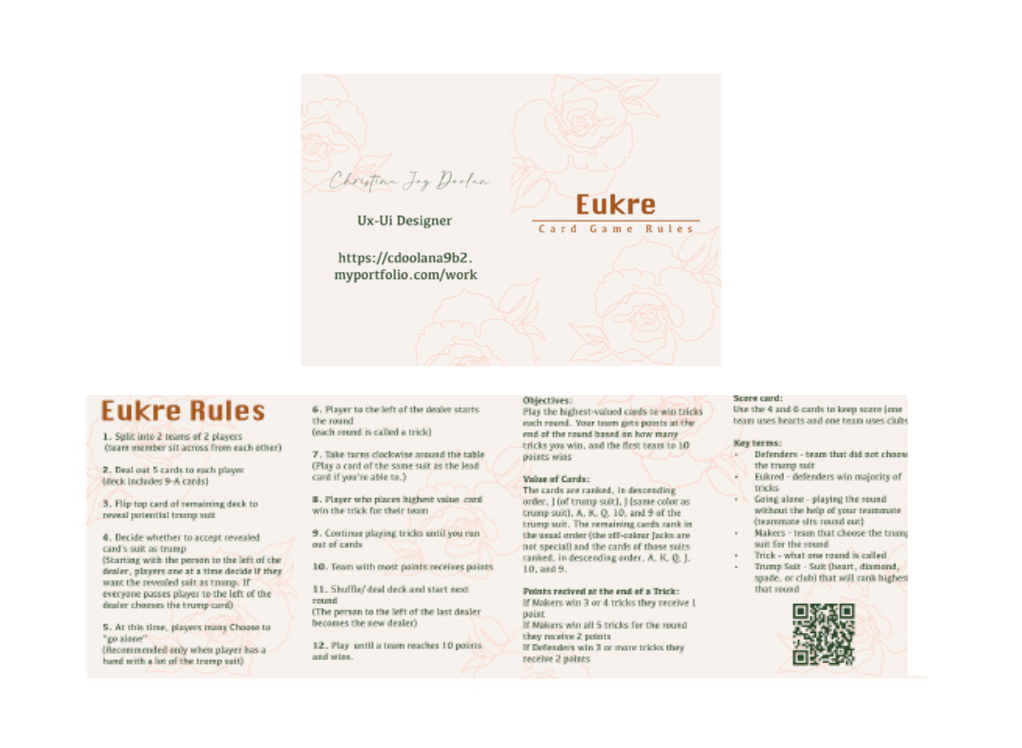 Christina Joy Doolan
Ux-Ui Designer
https://cdoolana9b2.
myportfolio.com/work
Eukre
Card Game Rules
Eukre Rules
1. Split into 2 teams of 2 players
(team member sit across from each other)
2. Deal out 5 cards to each player
(deck includes 9-A cards)
3. Flip top card of remaining deck to
reveal potential trump suit
4. Decide whether to accept revealed
card's suit as trump
(Starting with the person to the left of the
dealer, players one at a time decide if they
want the revealed suit as trump. If
everyone passes player to the left of the
dealer chooses the trump card)
5. At this time, players many Choose to
"go alone"
(Recommended only when player has a
hand with a lot of the trump suit)
6. Player to the left of the dealer starts
the round
(each round is called a trick)
7. Take turns clockwise around the table
(Play a card of the same suit as the lead
card if you're able to.)
8. Player who places highest value card
win the trick for their team
9. Continue playing tricks until you run
out of cards
10. Team with most points receives points
11. Shuffle/ deal deck and start next
round
(The person to the left of the last dealer
becomes the new dealer)
12. Play until a team reaches 10 points
and wins.
Objectives:
Play the highest-valued cards to win tricks
each round. Your team gets points at the
end of the round based on how many
tricks you win, and the first team to 10
points wins
Value of Cards:
The cards are ranked, in descending
order, J (of trump suit), J (same color as
trump suit), A, K, Q, 10, and 9 of the
trump suit. The remaining cards rank in
the usual order (the off-colour Jacks are
not special) and the cards of those suits
ranked, in descending order, A, K, Q, J,
10, and 9.
Points recived at the end of a Trick:
If Makers win 3 or 4 tricks they receive 1
point
If Makers win all 5 tricks for the round
they receive 2 points
If Defenders win 3 or more tricks they
receive 2 points
Score card:
Use the 4 and 6 cards to keep score (one
team uses hearts and one team uses clubs
Key terms:
• Defenders - team that did not choose
the trump suit
• Eukred - defenders win majority of
tricks
• Going alone - playing the round
without the help of your teammate
(teammate sits round out)
• Makers - team that choose the trump
suit for the round
• Trick - what one round is called
• Trump Suit - Suit (heart, diamond,
spade, or club) that will rank highest
that round